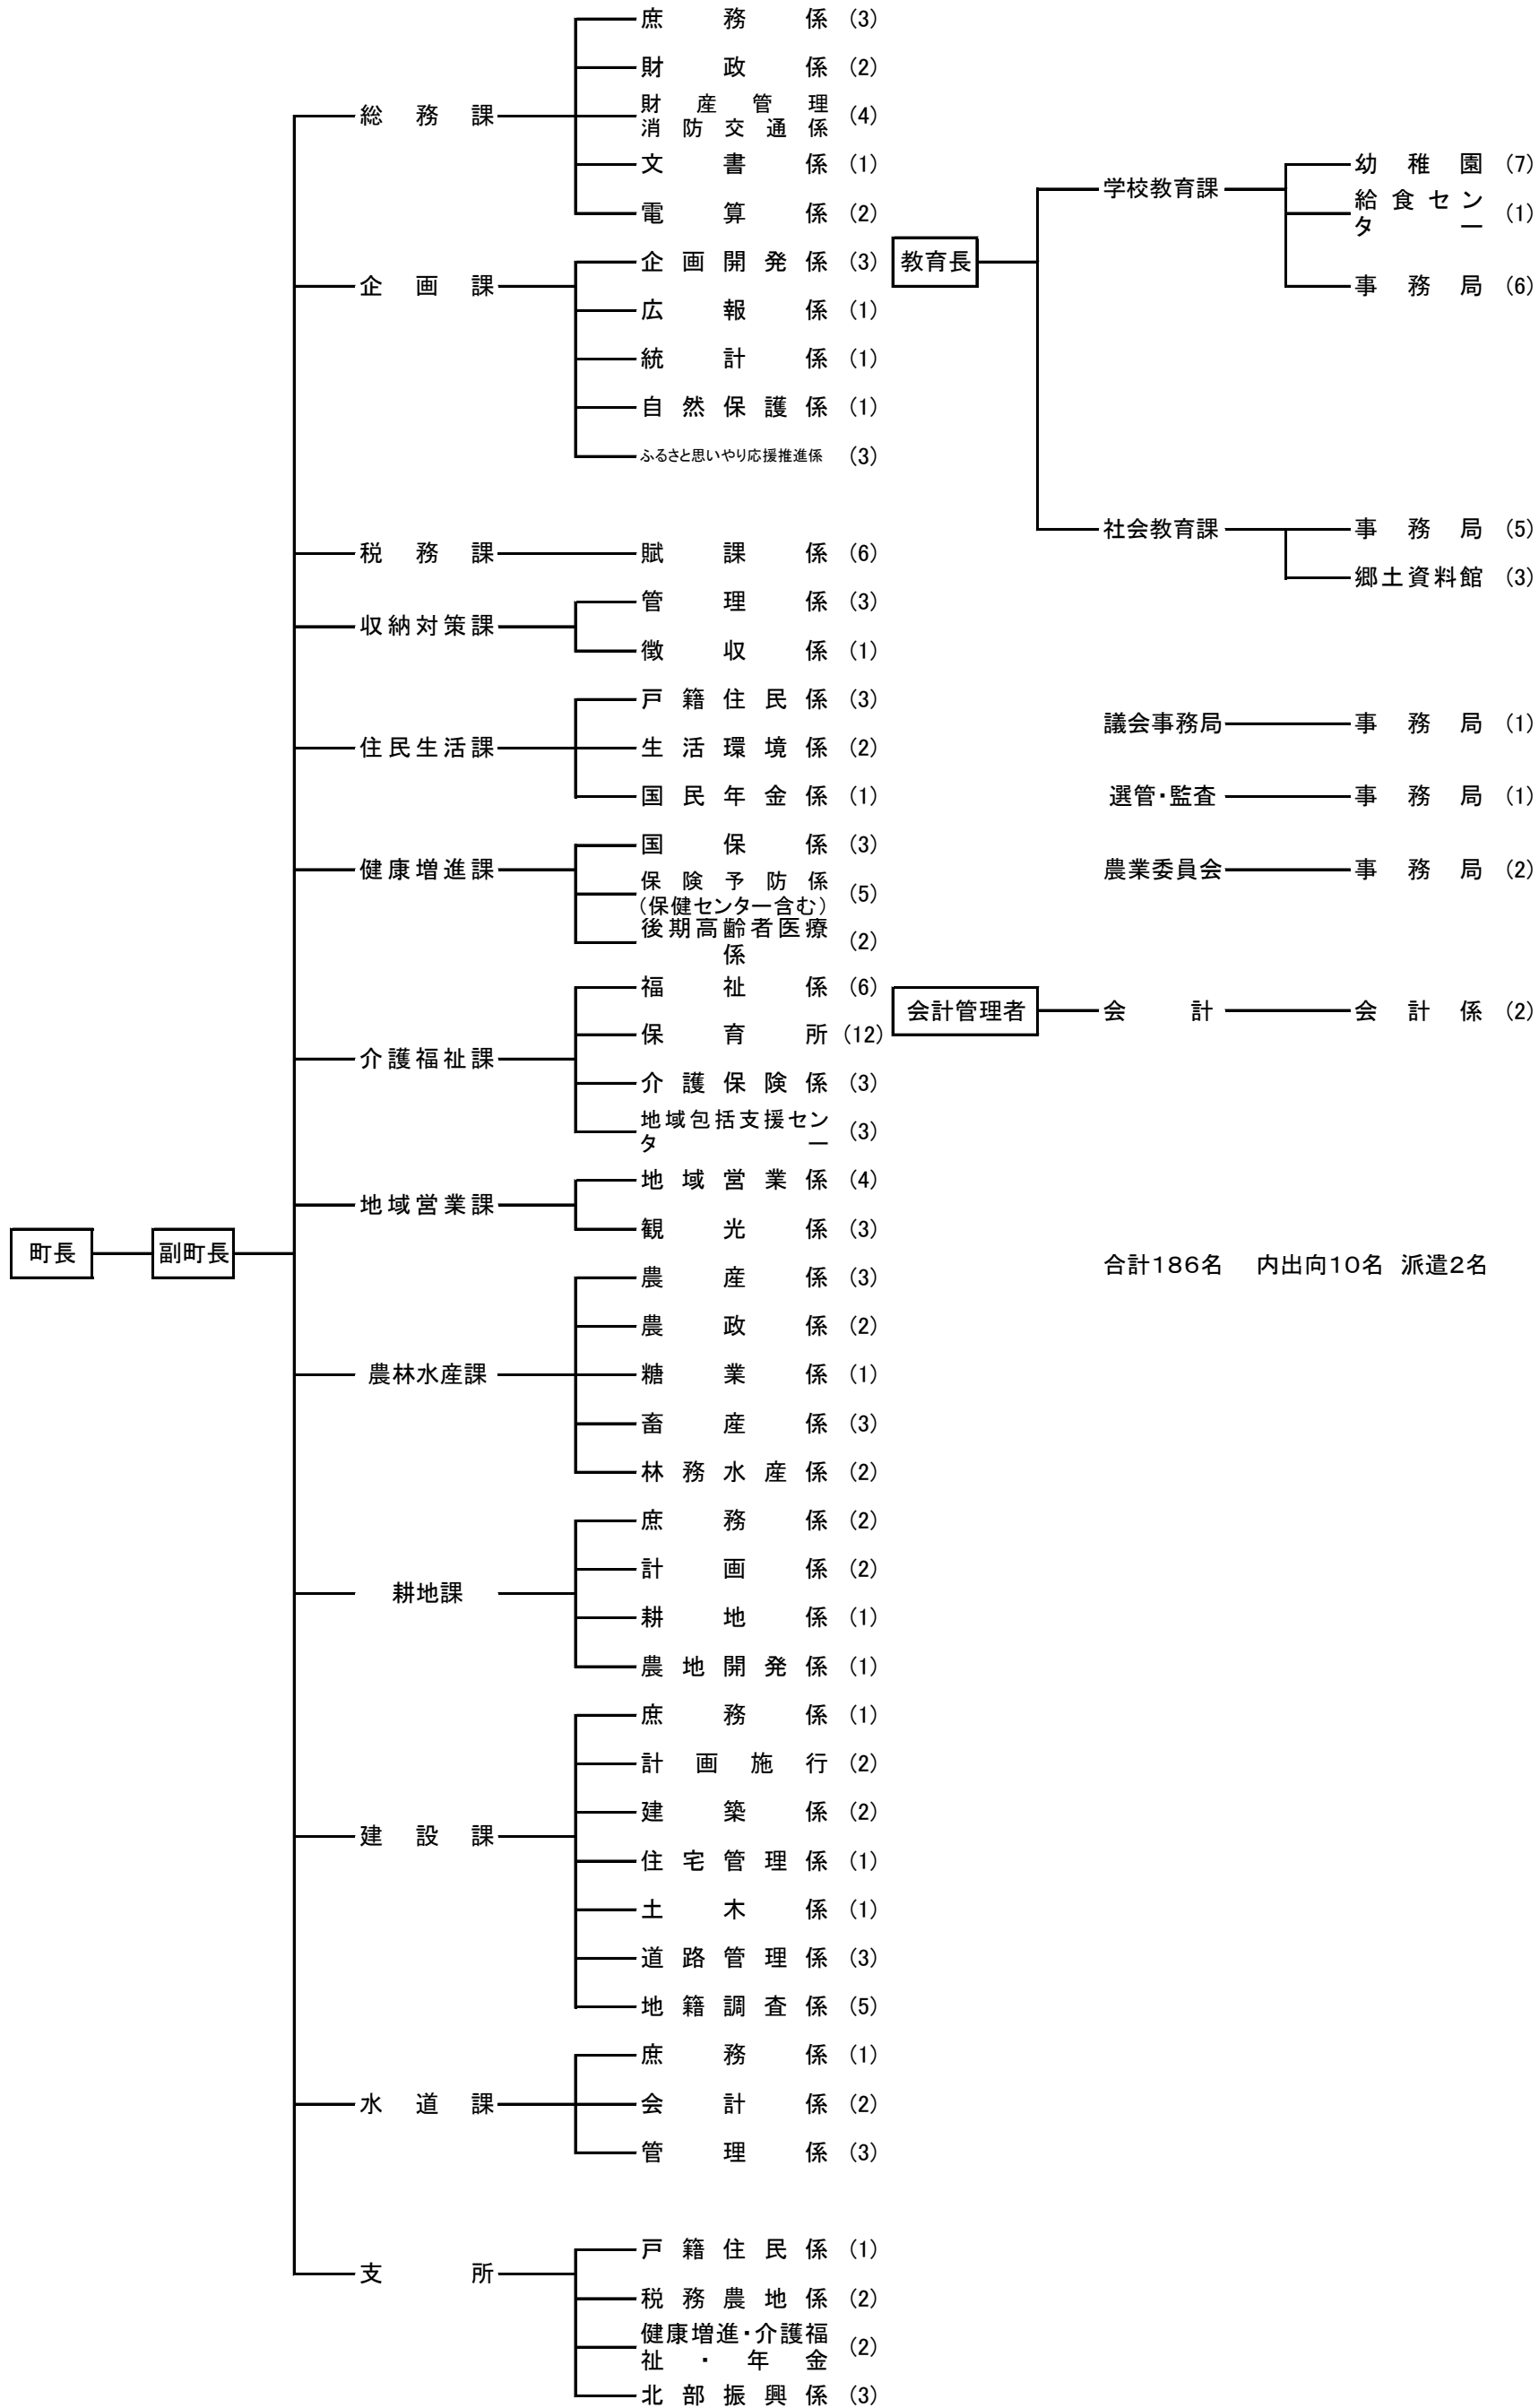 町長
副町長
総務課
庶務係 (3)
財政係 (2)
財産管理
消防交通係 (4)
文書係 (1)
電算係 (2)
企画課
企画開発係 (3)
広報係 (1)
統計係 (1)
自然保護係 (1)
ふるさと思いやり応援推進係 (3)
税務課
賦課係 (6)
収納対策課
管理係 (3)
徴収係 (1)
住民生活課
戸籍住民係 (3)
生活環境係 (2)
国民年金係 (1)
健康増進課
国保係 (3)
保険予防係
(保健センター含む) (5)
後期高齢者医療
係 (2)
介護福祉課
福祉係 (6)
保育所 (12)
介護保険係 (3)
地域包括支援セン
ター (3)
地域営業課
地域営業係 (4)
観光係 (3)
農林水産課
農産係 (3)
農政係 (2)
糖業係 (1)
畜産係 (3)
林務水産係 (2)
耕地課
庶務係 (2)
計画係 (2)
耕地係 (1)
農地開発係 (1)
建設課
庶務係 (1)
計画施行 (2)
建築係 (2)
住宅管理係 (1)
土木係 (1)
道路管理係 (3)
地籍調査係 (5)
水道課
庶務係 (1)
会計係 (2)
管理係 (3)
支所
戸籍住民係 (1)
税務農地係 (2)
健康増進・介護福
祉・年金 (2)
北部振興係 (3)
教育長
学校教育課
幼稚園 (7)
給食セン
ター (1)
事務局 (6)
社会教育課
事務局 (5)
郷土資料館 (3)
議会事務局 事務局 (1)
選管・監査 事務局 (1)
農業委員会 事務局 (2)
会計管理者 会計 会計係 (2)
合計186名 内出向10名 派遣2名